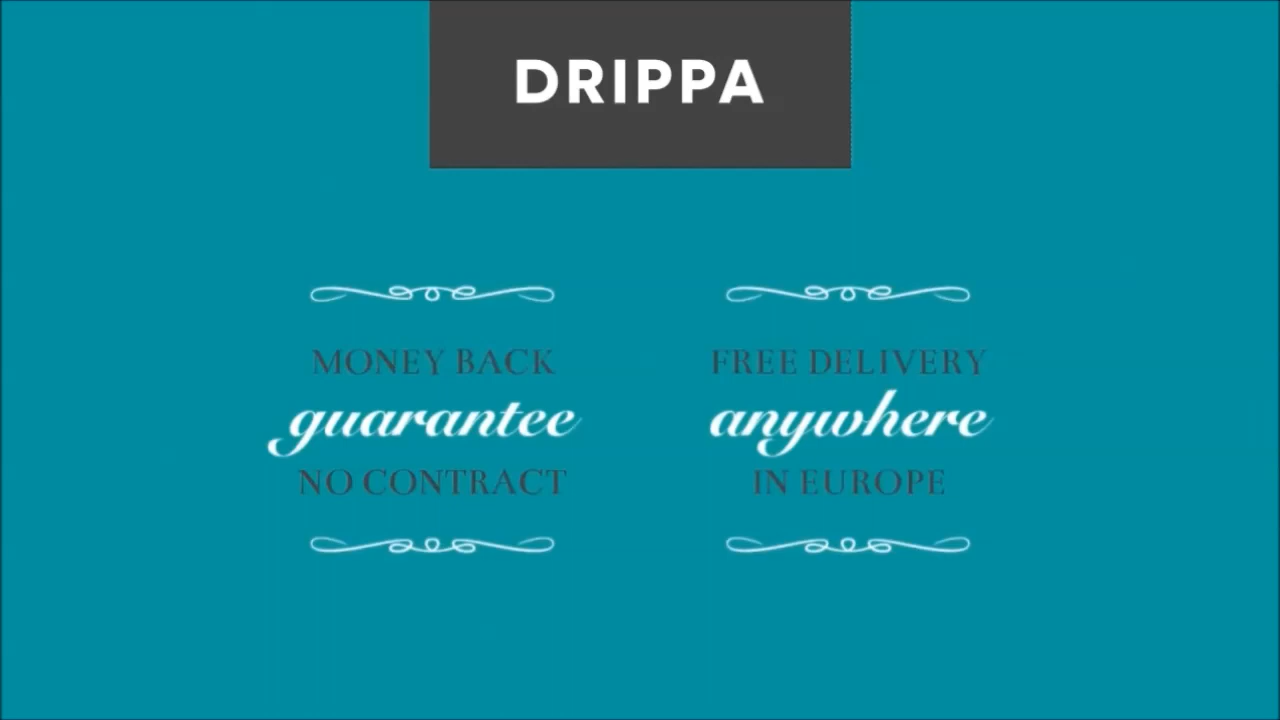 DRIPPA
MONEY BACK
guarantee
NO CONTRACT
FREE DELIVERY
anywhere
IN EUROPE